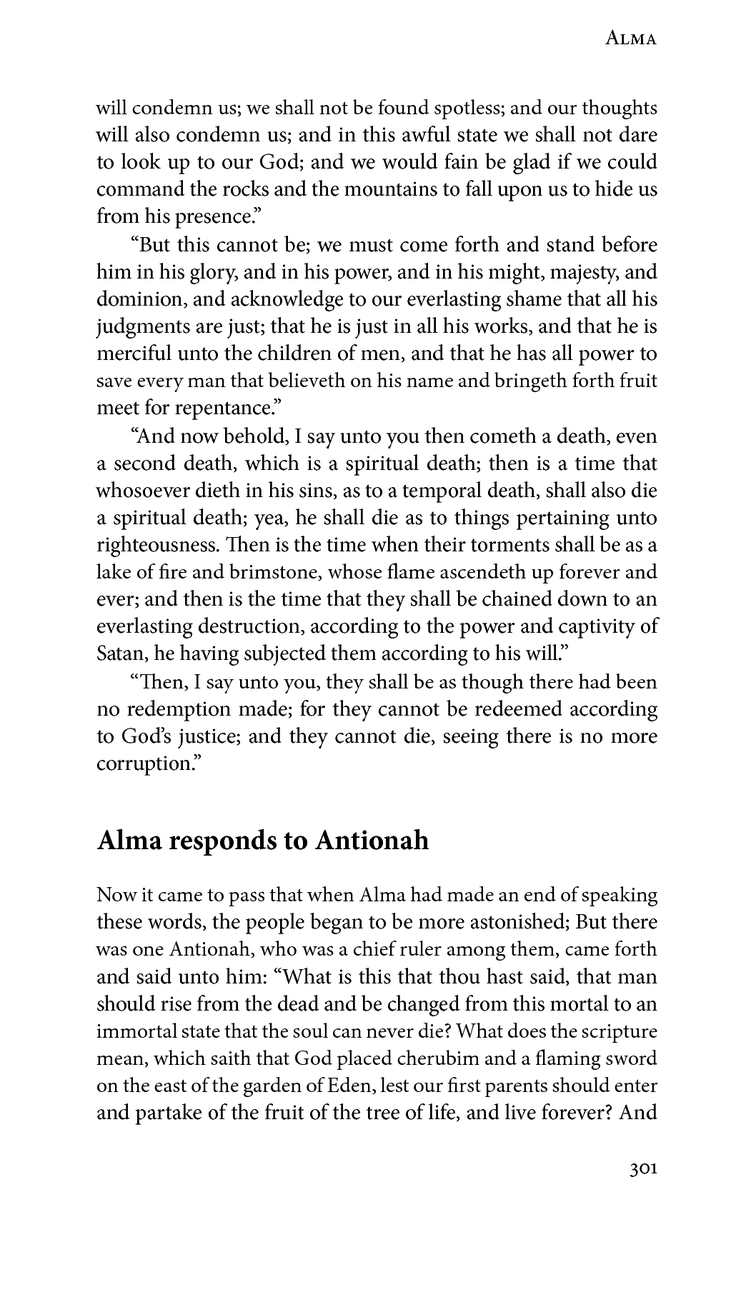 Alma
will condemn us; we shall not be found spotless; and our thoughts
will also condemn us; and in this awful state we shall not dare
to look up to our God; and we would fain be glad if we could
command the rocks and the mountains to fall upon us to hide us
from his presence.”
“But this cannot be; we must come forth and stand before
him in his glory, and in his power, and in his might, majesty, and
dominion, and acknowledge to our everlasting shame that all his
judgments are just; that he is just in all his works, and that he is
merciful unto the children of men, and that he has all power to
save every man that believeth on his name and bringeth forth fruit
meet for repentance.”
“And now behold, I say unto you then cometh a death, even
a second death, which is a spiritual death; then is a time that
whosoever dieth in his sins, as to a temporal death, shall also die
a spiritual death; yea, he shall die as to things pertaining unto
righteousness. Then is the time when their torments shall be as a
lake of fire and brimstone, whose flame ascendeth up forever and
ever; and then is the time that they shall be chained down to an
everlasting destruction, according to the power and captivity of
Satan, he having subjected them according to his will.”
“Then, I say unto you, they shall be as though there had been
no redemption made; for they cannot be redeemed according
to God’s justice; and they cannot die, seeing there is no more
corruption.”
Alma responds to Antionah
Now it came to pass that when Alma had made an end of speaking
these words, the people began to be more astonished; But there
was one Antionah, who was a chief ruler among them, came forth
and said unto him: “What is this that thou hast said, that man
should rise from the dead and be changed from this mortal to an
immortal state that the soul can never die? What does the scripture
mean, which saith that God placed cherubim and a flaming sword
on the east of the garden of Eden, lest our first parents should enter
and partake of the fruit of the tree of life, and live forever? And
301